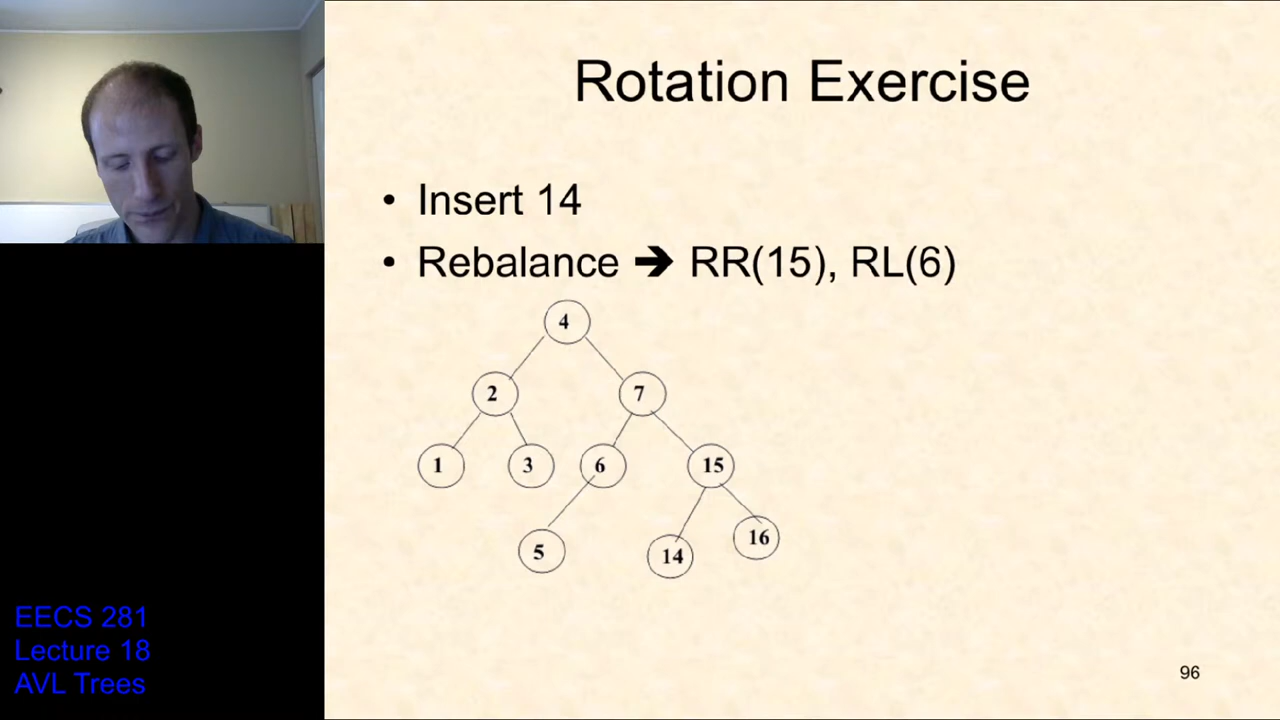 Rotation Exercise
• Insert 14
• Rebalance ➔ RR(15), RL(6)
4
2 7
1 3 6 15
5 14 16
EECS 281
Lecture 18
AVL Trees
96